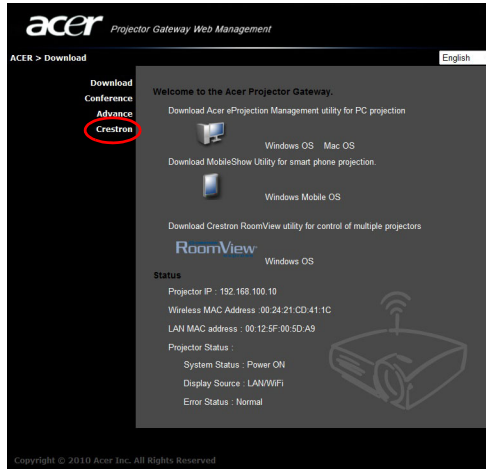 acer Projector Gateway Web Management
ACER > Download
English
Download
Conference
Advance
Crestron
Welcome to the Acer Projector Gateway.
Download Acer eProjection Management utility for PC projection
Windows OS Mac OS
Download MobileShow Utility for smart phone projection.
Windows Mobile OS
Download Crestron RoomView utility for control of multiple projectors
RoomView
Windows OS
Status
Projector IP : 192.168.100.10
Wireless MAC Address :00:24:21:CD:41:1C
LAN MAC address : 00:12:5F:00:5D:A9
Projector Status :
System Status : Power ON
Display Source : LAN/WiFi
Error Status : Normal
Copyright © 2010 Acer Inc. All Rights Reserved